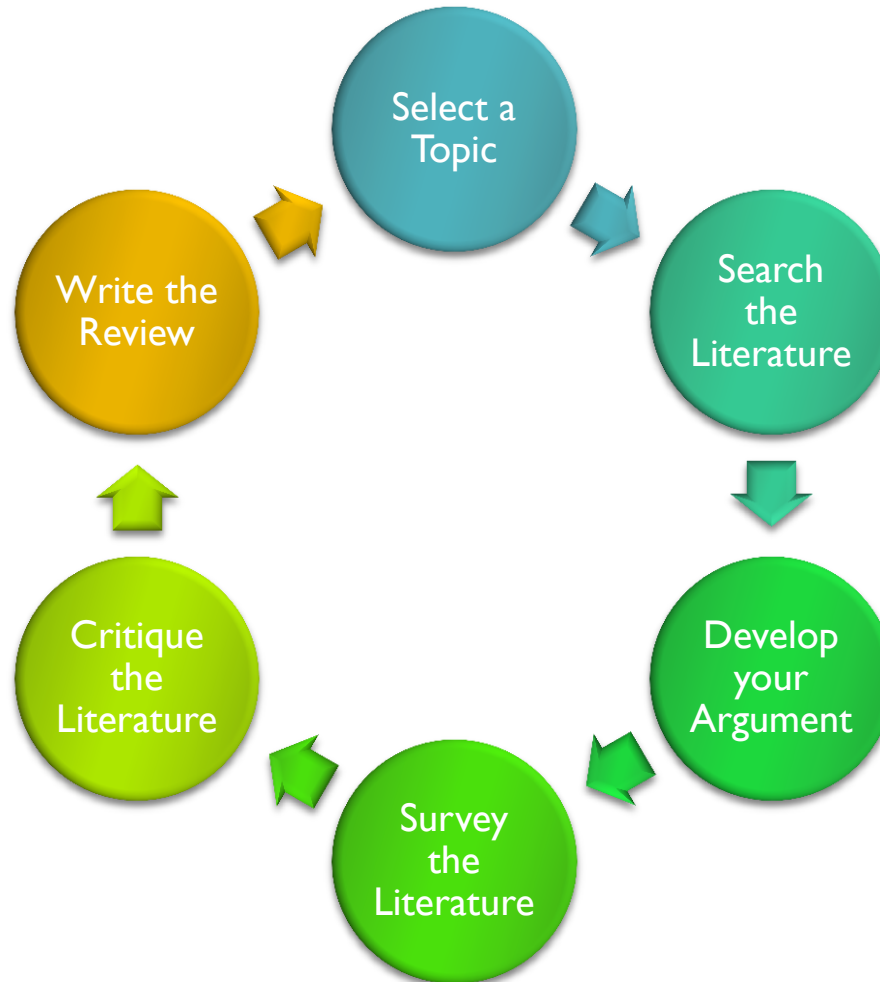 Select a
Topic
Search
the
Literature
Develop
your
Argument
Survey
the
Literature
Critique
the
Literature
Write the
Review